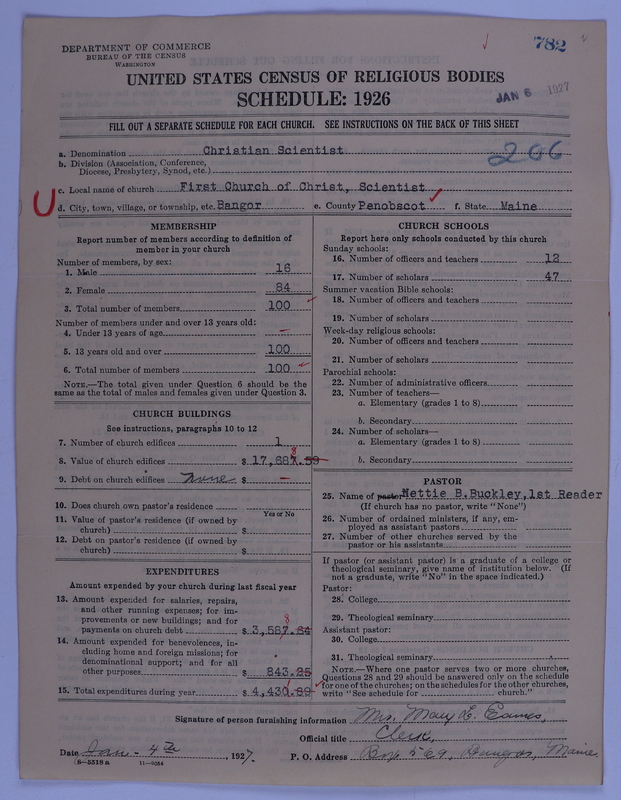 DEPARTMENT OF COMMERCE
BUREAU OF THE CENSUS
WASHINGTON
782
UNITED STATES CENSUS OF RELIGIOUS BODIES
SCHEDULE: 1926
JAN 6 1927
FILL OUT A SEPARATE SCHEDULE FOR EACH CHURCH. SEE INSTRUCTIONS ON THE BACK OF THIS SHEET
a. Denomination Christian Scientist
206
b. Division (Association, Conference,
Diocese, Presbytery, Synod, etc.)
c. Local name of church First Church of Christ, Scientist
U
d. City, town, village, or township, etc. Bangor e. County Penobscot f. State Maine
MEMBERSHIP
Report number of members according to definition of
member in your church
Number of members, by sex:
1. Male 16
2. Female 84
3. Total number of members 100
Number of members under and over 13 years old:
4. Under 13 years of age —
5. 13 years old and over 100
6. Total number of members 100
NOTE.—The total given under Question 6 should be the
same as the total of males and females given under Question 3.
CHURCH BUILDINGS
See instructions, paragraphs 10 to 12
7. Number of church edifices 1
8
8. Value of church edifices $ 17,687.59
9. Debt on church edifices none $ —
10. Does church own pastor's residence
Yes or No
11. Value of pastor's residence (if owned by
church) $
12. Debt on pastor's residence (if owned by
church) $
EXPENDITURES
Amount expended by your church during last fiscal year
13. Amount expended for salaries, repairs,
and other running expenses; for im-
provements or new buildings; and for
8
payments on church debt $ 3,587.84
14. Amount expended for benevolences, in-
cluding home and foreign missions; for
denominational support; and for all
other purposes $ 843.85
15. Total expenditures during year $ 4,430.89
CHURCH SCHOOLS
Report here only schools conducted by this church
Sunday schools:
16. Number of officers and teachers 12
17. Number of scholars 47
Summer vacation Bible schools:
18. Number of officers and teachers
19. Number of scholars
Week-day religious schools:
20. Number of officers and teachers
21. Number of scholars
Parochial schools:
22. Number of administrative officers
23. Number of teachers—
a. Elementary (grades 1 to 8)
b. Secondary
24. Number of scholars—
a. Elementary (grades 1 to 8)
b. Secondary
PASTOR
25. Name of pastor Nettie B.Buckley,1st Reader
(If church has no pastor, write "None")
26. Number of ordained ministers, if any, em-
ployed as assistant pastors
27. Number of other churches served by the
pastor or his assistants
If pastor (or assistant pastor) is a graduate of a college or
theological seminary, give name of institution below. (If
not a graduate, write "No" in the space indicated.)
Pastor:
28. College
29. Theological seminary
Assistant pastor:
30. College
31. Theological seminary
NOTE.—Where one pastor serves two or more churches,
Questions 28 and 29 should be answered only on the schedule
for one of the churches; on the schedules for the other churches,
write "See schedule for church."
Signature of person furnishing information Mrs. Mary E. Eames,
Official title Clerk,
Date Jan. 4th, 1927. P. O. Address Box 569, Bangor, Maine.
8—5518a 11—9054